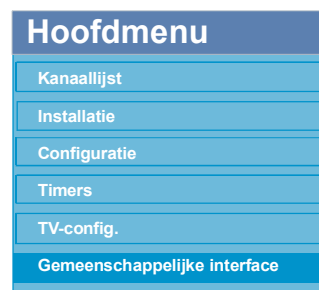 Hoofdmenu
Kanaallijst
Installatie
Configuratie
Timers
TV-config.
Gemeenschappelijke interface